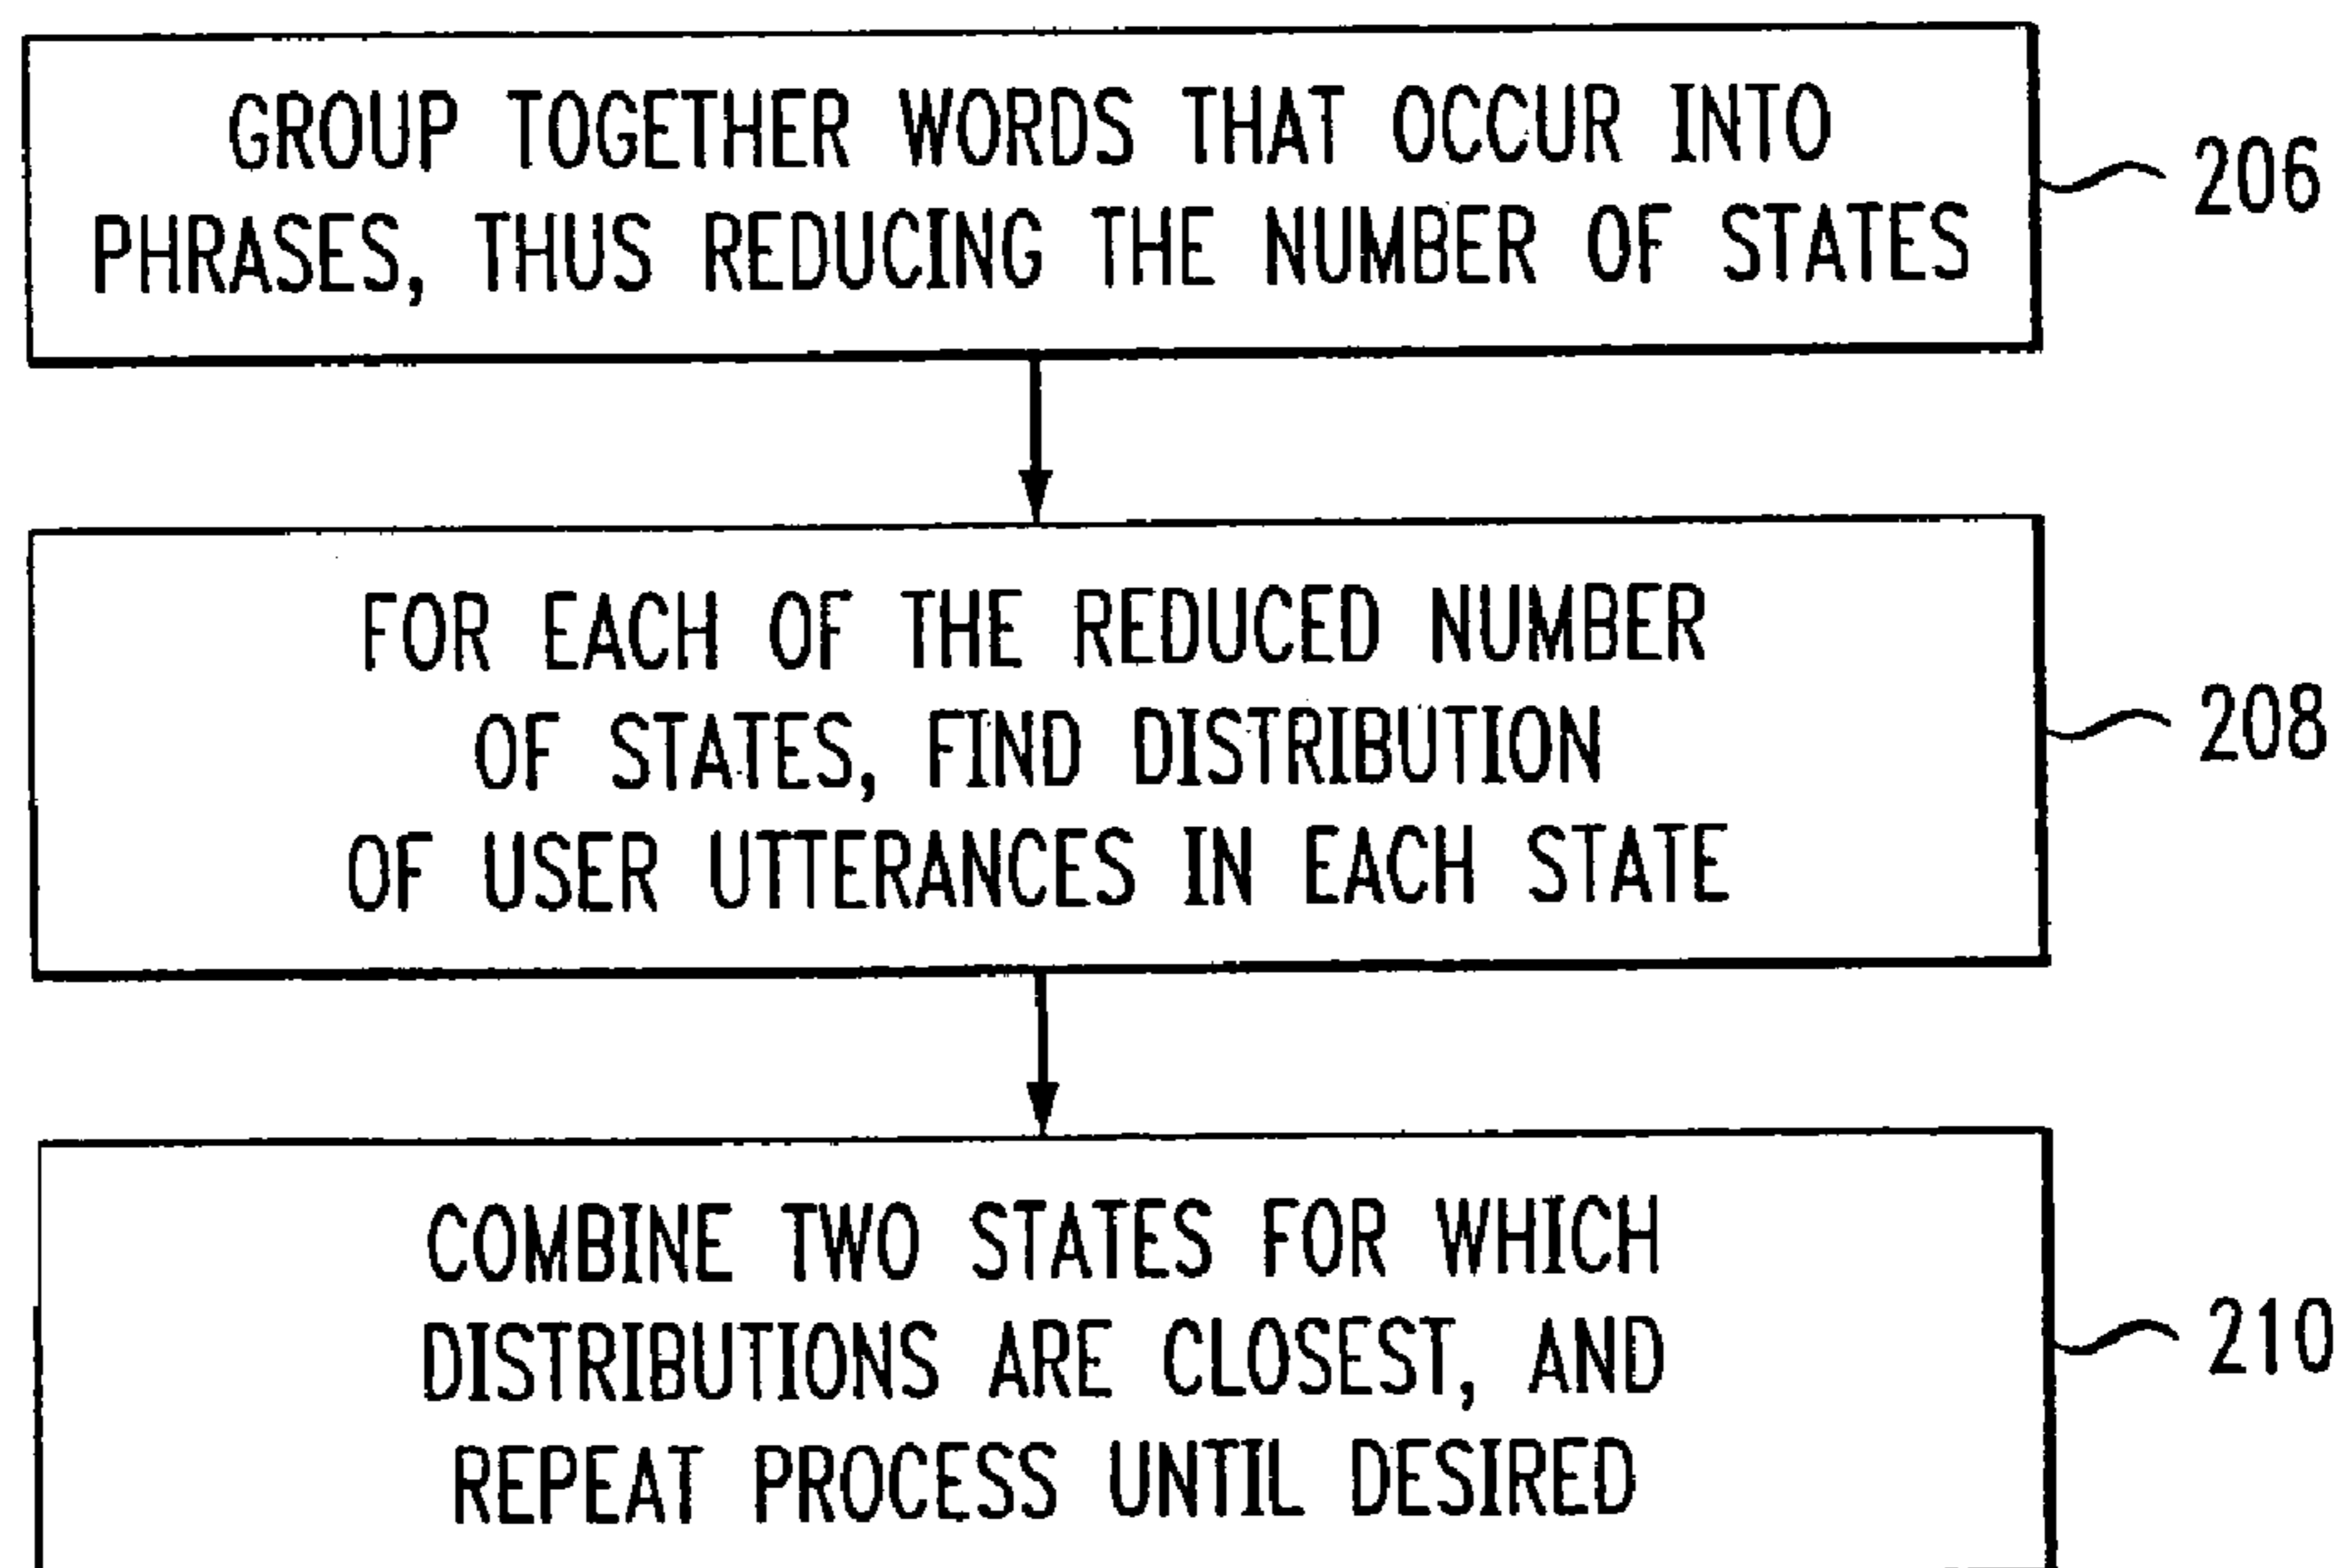 GROUP TOGETHER WORDS THAT OCCUR INTO
PHRASES, THUS REDUCING THE NUMBER OF STATES
206
FOR EACH OF THE REDUCED NUMBER
OF STATES, FIND DISTRIBUTION
OF USER UTTERANCES IN EACH STATE
208
COMBINE TWO STATES FOR WHICH
DISTRIBUTIONS ARE CLOSEST, AND
REPEAT PROCESS UNTIL DESIRED
210